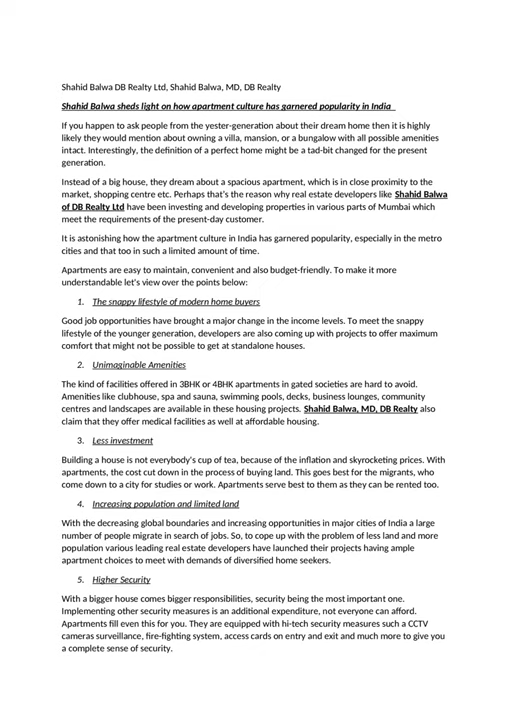 Shahid Balwa DB Realty Ltd, Shahid Balwa, MD, DB Realty
Shahid Balwa sheds light on how apartment culture has garnered popularity in India
If you happen to ask people from the yester-generation about their dream home then it is highly
likely they would mention about owning a villa, mansion, or a bungalow with all possible amenities
intact. Interestingly, the definition of a perfect home might be a tad-bit changed for the present
generation.
Instead of a big house, they dream about a spacious apartment, which is in close proximity to the
market, shopping centre etc. Perhaps that's the reason why real estate developers like Shahid Balwa
of DB Realty Ltd have been investing and developing properties in various parts of Mumbai which
meet the requirements of the present-day customer.
It is astonishing how the apartment culture in India has garnered popularity, especially in the metro
cities and that too in such a limited amount of time.
Apartments are easy to maintain, convenient and also budget-friendly. To make it more
understandable let's view over the points below:
1. The snappy lifestyle of modern home buyers
Good job opportunities have brought a major change in the income levels. To meet the snappy
lifestyle of the younger generation, developers are also coming up with projects to offer maximum
comfort that might not be possible to get at standalone houses.
2. Unimaginable Amenities
The kind of facilities offered in 3BHK or 4BHK apartments in gated societies are hard to avoid.
Amenities like clubhouse, spa and sauna, swimming pools, decks, business lounges, community
centres and landscapes are available in these housing projects. Shahid Balwa, MD, DB Realty also
claim that they offer medical facilities as well at affordable housing.
3. Less investment
Building a house is not everybody's cup of tea, because of the inflation and skyrocketing prices. With
apartments, the cost cut down in the process of buying land. This goes best for the migrants, who
come down to a city for studies or work. Apartments serve best to them as they can be rented too.
4. Increasing population and limited land
With the decreasing global boundaries and increasing opportunities in major cities of India a large
number of people migrate in search of jobs. So, to cope up with the problem of less land and more
population various leading real estate developers have launched their projects having ample
apartment choices to meet with demands of diversified home seekers.
5. Higher Security
With a bigger house comes bigger responsibilities, security being the most important one.
Implementing other security measures is an additional expenditure, not everyone can afford.
Apartments fill even this for you. They are equipped with hi-tech security measures such a CCTV
cameras surveillance, fire-fighting system, access cards on entry and exit and much more to give you
a complete sense of security.